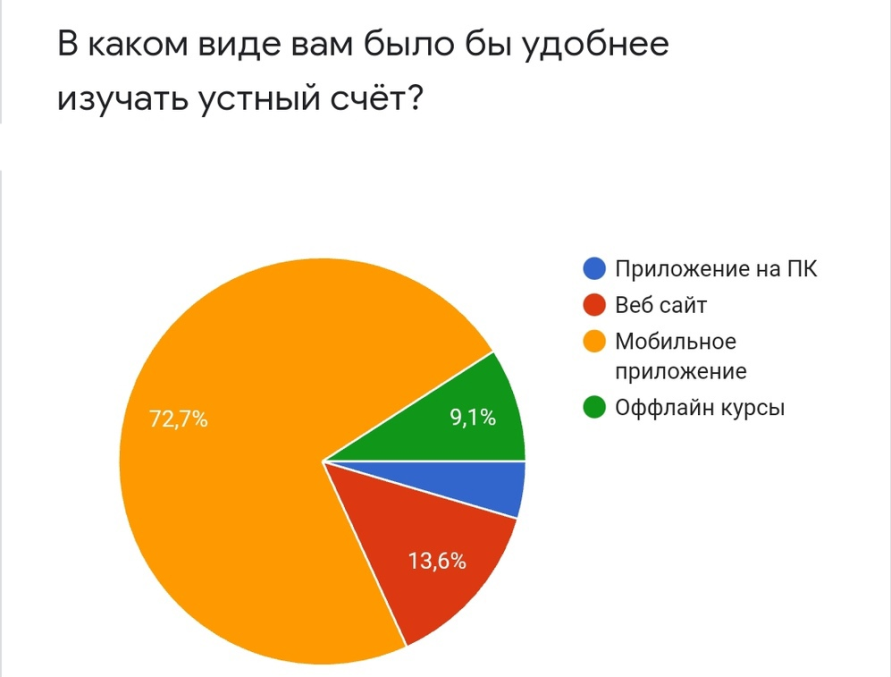 В каком виде вам было бы удобнее
изучать устный счёт?
Приложение на ПК
Веб сайт
Мобильное
приложение
Оффлайн курсы
72,7%
9,1%
13,6%